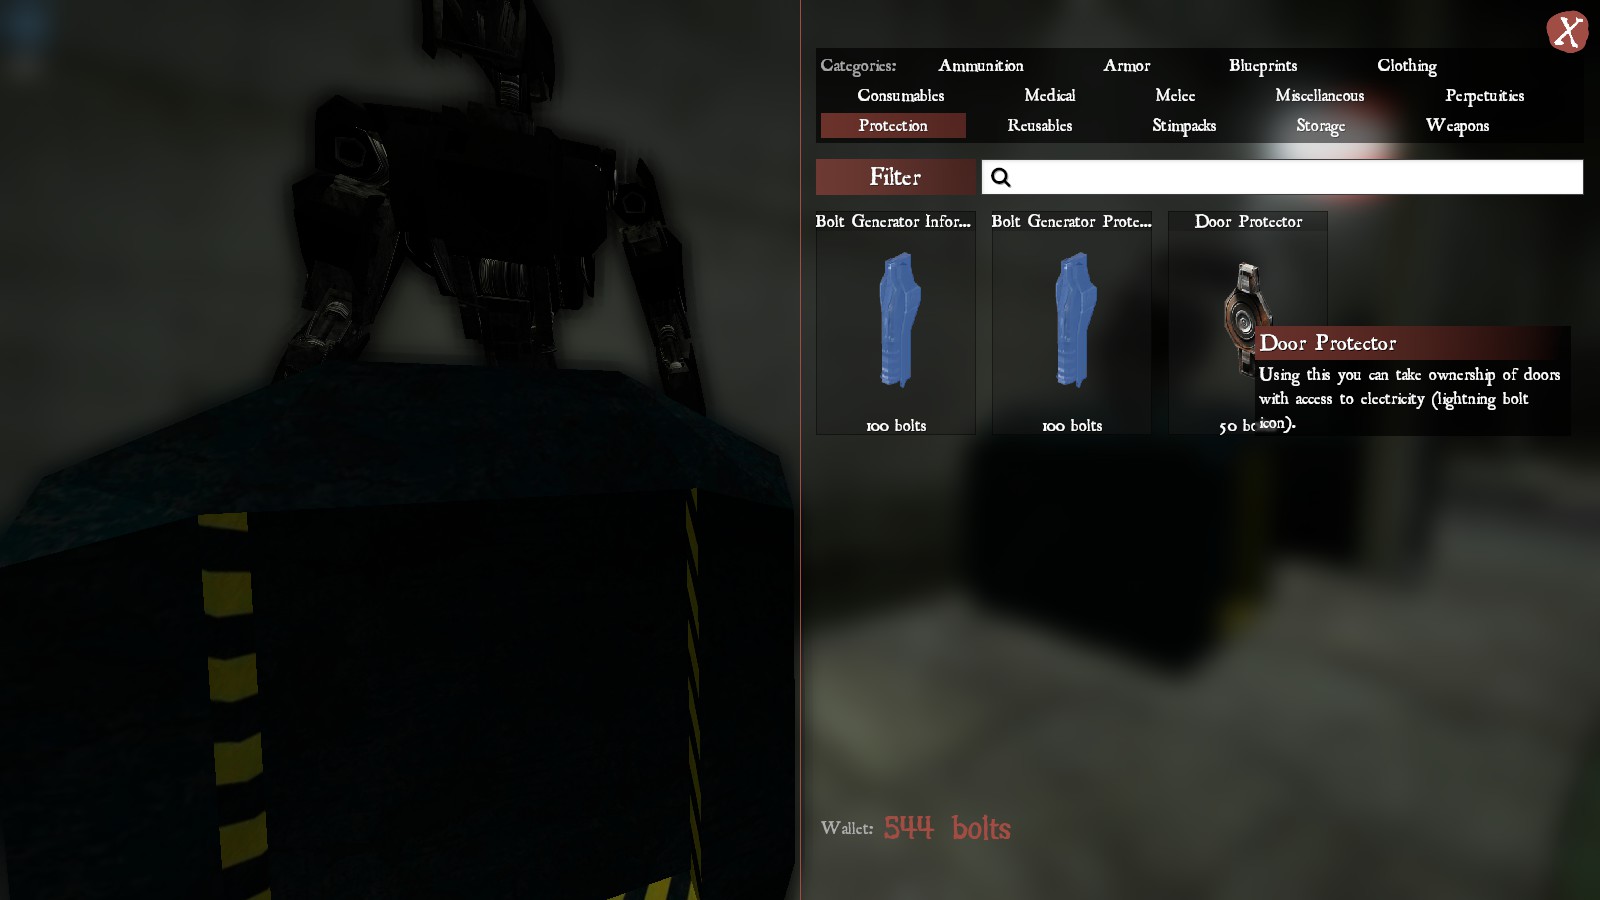 X
Categories: Ammunition Armor Blueprints Clothing
Consumables Medical Melee Miscellaneous Perpetuities
Protection Reusables Stimpacks Storage Weapons
Filter
Bolt Generator Infor... Bolt Generator Prote... Door Protector
Door Protector
Using this you can take ownership of doors
with access to electricity (lightning bolt
icon).
100 bolts 100 bolts 50 bo
Wallet: 544 bolts